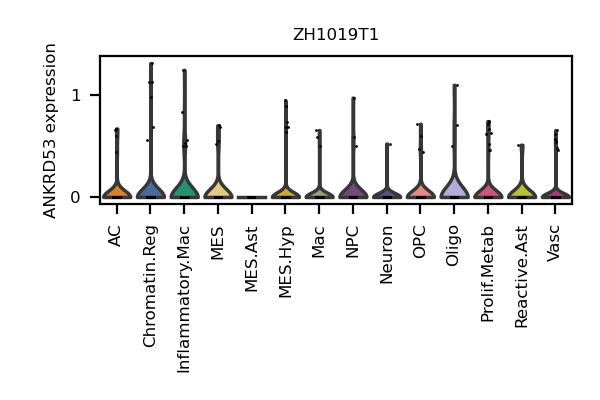 ZH1019T1
ANKRD53 expression
1
0
AC
Chromatin.Reg
Inflammatory.Mac
MES
MES.Ast
MES.Hyp
Mac
NPC
Neuron
OPC
Oligo
Prolif.Metab
Reactive.Ast
Vasc